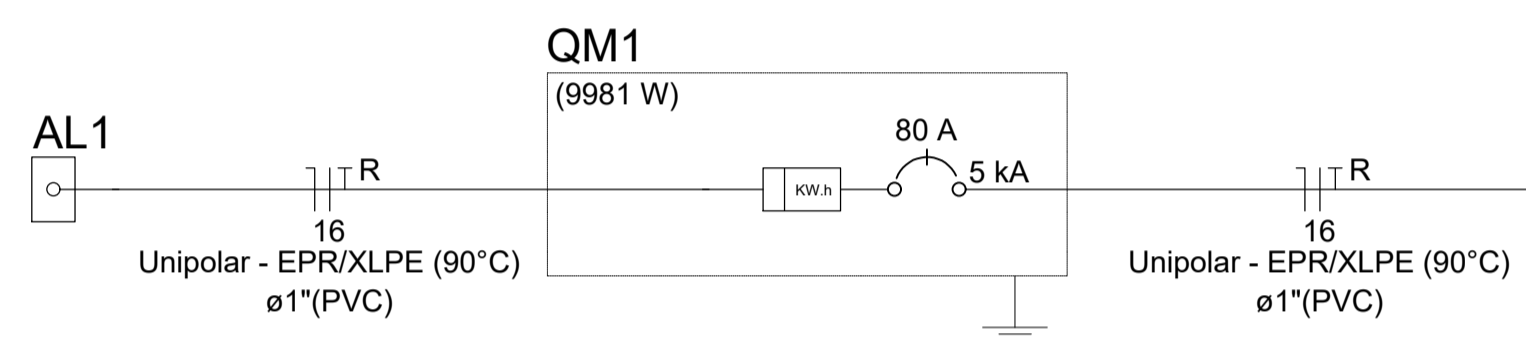 QM1
(9981 W)
AL1
R
16
Unipolar - EPR/XLPE (90°C)
ø1"(PVC)
KW.h
80 A
5 kA
R
16
Unipolar - EPR/XLPE (90°C)
ø1"(PVC)